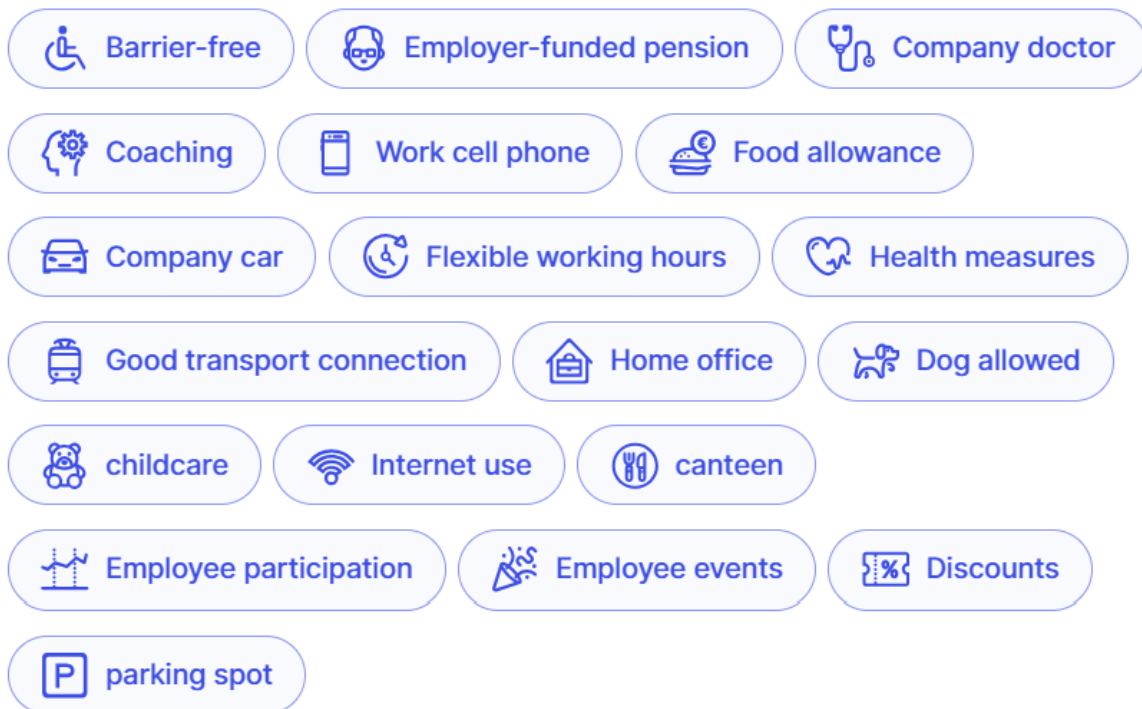 Barrier-free Employer-funded pension Company doctor
Coaching Work cell phone € Food allowance
Company car Flexible working hours Health measures
Good transport connection Home office Dog allowed
childcare Internet use canteen
Employee participation Employee events % Discounts
P parking spot